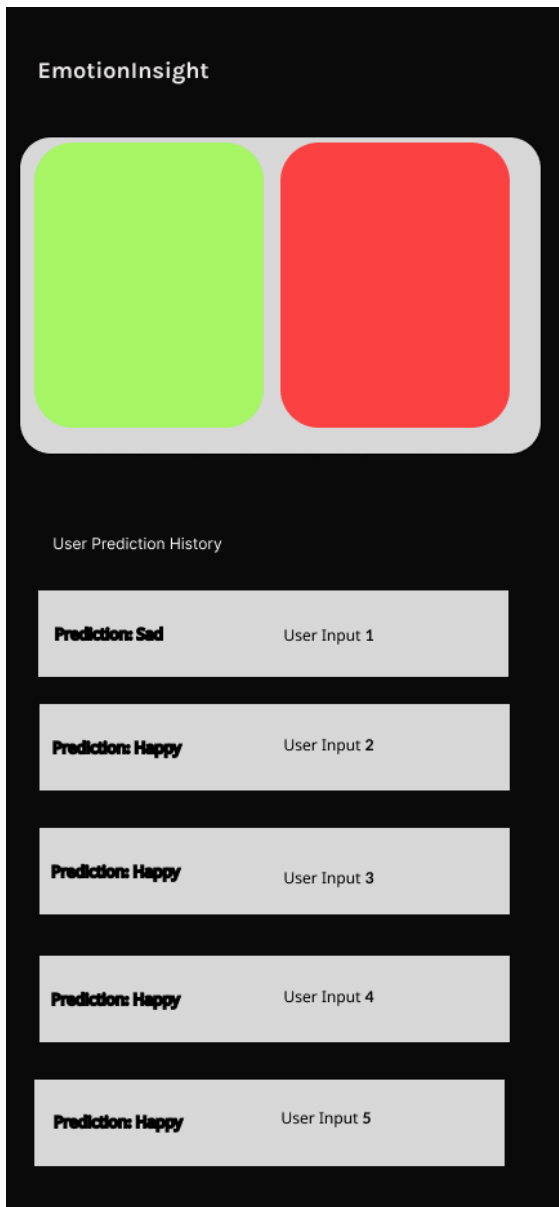 EmotionInsight
User Prediction History
Prediction: Sad User Input 1
Prediction: Happy User Input 2
Prediction: Happy User Input 3
Prediction: Happy User Input 4
Prediction: Happy User Input 5